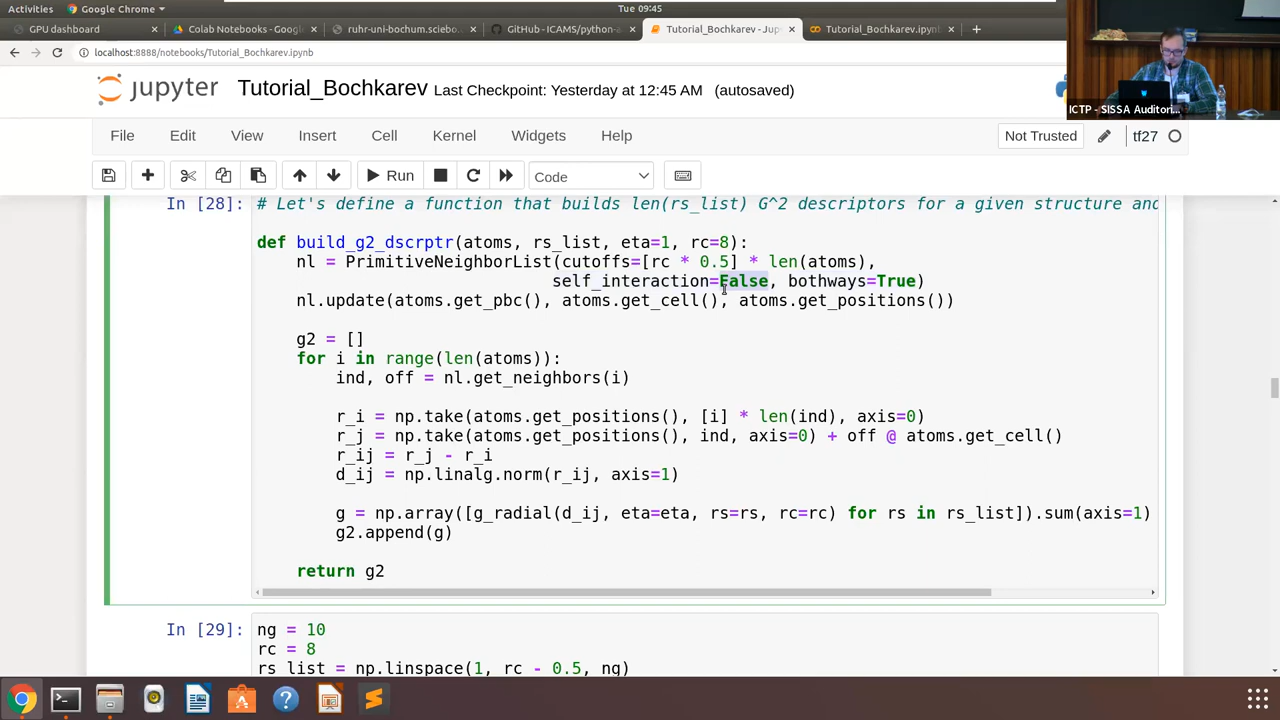 Activities
Google Chrome
Tue 09:45
GPU dashboard
Colab Notebooks - Google
ruhr-uni-bochum.sciebo
GitHub - ICAMS/python-a
Tutorial_Bochkarev - Jup
Tutorial_Bochkarev.ipynb
localhost:8888/notebooks/Tutorial_Bochkarev.ipynb
ICTP - SISSA Auditori...
jupyter
Tutorial_Bochkarev Last Checkpoint: Yesterday at 12:45 AM (autosaved)
File Edit View Insert Cell Kernel Widgets Help
Not Trusted
tf27
Run
Code
In [28]: # Let's define a function that builds len(rs_list) G^2 descriptors for a given structure and
def build_g2_dscrptr(atoms, rs_list, eta=1, rc=8):
nl = PrimitiveNeighborList(cutoffs=[rc * 0.5] * len(atoms),
self_interaction=False, bothways=True)
nl.update(atoms.get_pbc(), atoms.get_cell(), atoms.get_positions())
g2 = []
for i in range(len(atoms)):
ind, off = nl.get_neighbors(i)
r_i = np.take(atoms.get_positions(), [i] * len(ind), axis=0)
r_j = np.take(atoms.get_positions(), ind, axis=0) + off @ atoms.get_cell()
r_ij = r_j - r_i
d_ij = np.linalg.norm(r_ij, axis=1)
g = np.array([g_radial(d_ij, eta=eta, rs=rs, rc=rc) for rs in rs_list]).sum(axis=1)
g2.append(g)
return g2
In [29]: ng = 10
rc = 8
rs_list = np.linspace(1, rc - 0.5, ng)